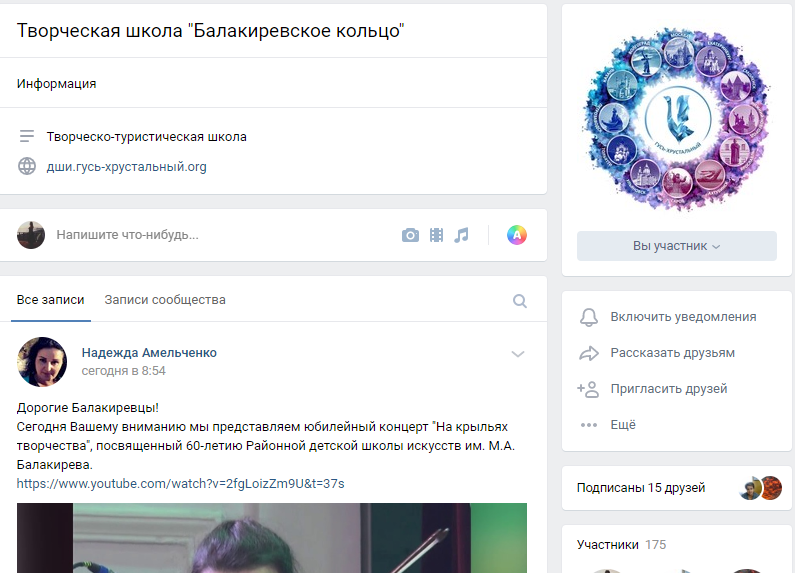 Творческая школа "Балакиревское кольцо"
Информация
Творческо-туристическая школа
дши.гусь-хрустальный.org
Напишите что-нибудь...
A
Все записи Записи сообщества
Надежда Амельченко
сегодня в 8:54
Дорогие Балакиревцы!
Сегодня Вашему вниманию мы представляем юбилейный концерт "На крыльях
творчества", посвященный 60-летию Районной детской школы искусств им. М.А.
Балакирева.
https://www.youtube.com/watch?v=2fgLoizZm9U&t=37s
ГУСЬ-ХРУСТАЛЬНЫЙ
Вы участник
Включить уведомления
Рассказать друзьям
Пригласить друзей
Ещё
Подписаны 15 друзей
Участники 175